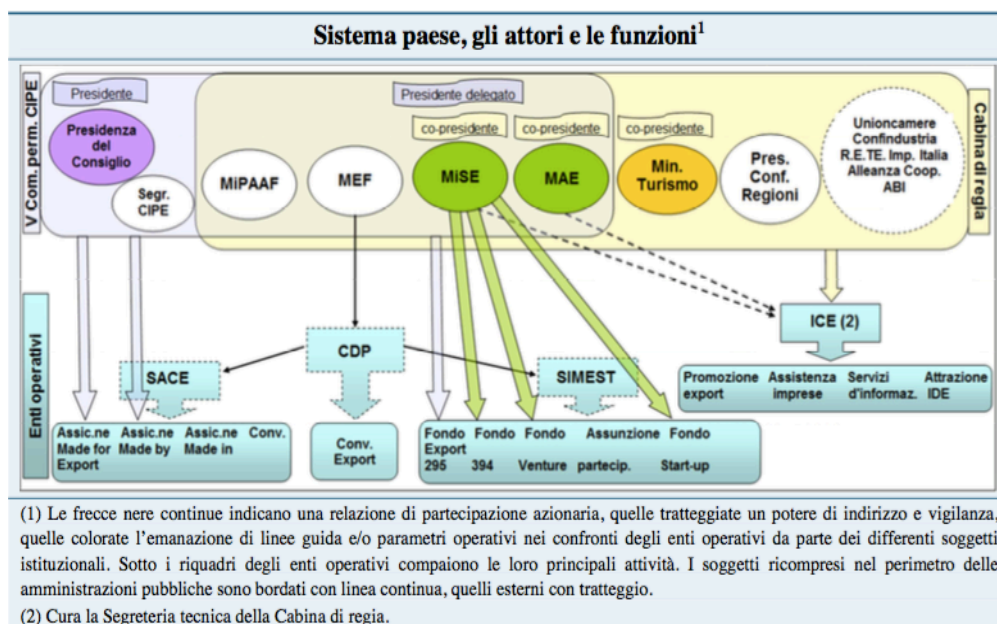 Sistema paese, gli attori e le funzioni1
V Com. perm. CIPE
Presidente
Presidente delegato
co-presidente
co-presidente
co-presidente
Presidenza
del
Consiglio
Segr.
CIPE
MiPAAF
MEF
MiSE
MAE
Min.
Turismo
Pres.
Conf.
Regioni
Unioncamere
Confindustria
R.E.TE. Imp. Italia
Alleanza Coop.
ABI
Cabina di regia
Enti operativi
SACE
CDP
SIMEST
ICE (2)
Assic.ne Assic.ne Assic.ne Conv.
Made for Made by Made in
Export
Conv.
Export
Fondo Fondo Fondo Assunzione Fondo
Export
295 394 Venture partecip. Start-up
Promozione Assistenza Servizi Attrazione
export imprese d'informaz. IDE
(1) Le frecce nere continue indicano una relazione di partecipazione azionaria, quelle tratteggiate un potere di indirizzo e vigilanza,
quelle colorate l’emanazione di linee guida e/o parametri operativi nei confronti degli enti operativi da parte dei differenti soggetti
istituzionali. Sotto i riquadri degli enti operativi compaiono le loro principali attività. I soggetti ricompresi nel perimetro delle
amministrazioni pubbliche sono bordati con linea continua, quelli esterni con tratteggio.
(2) Cura la Segreteria tecnica della Cabina di regia.